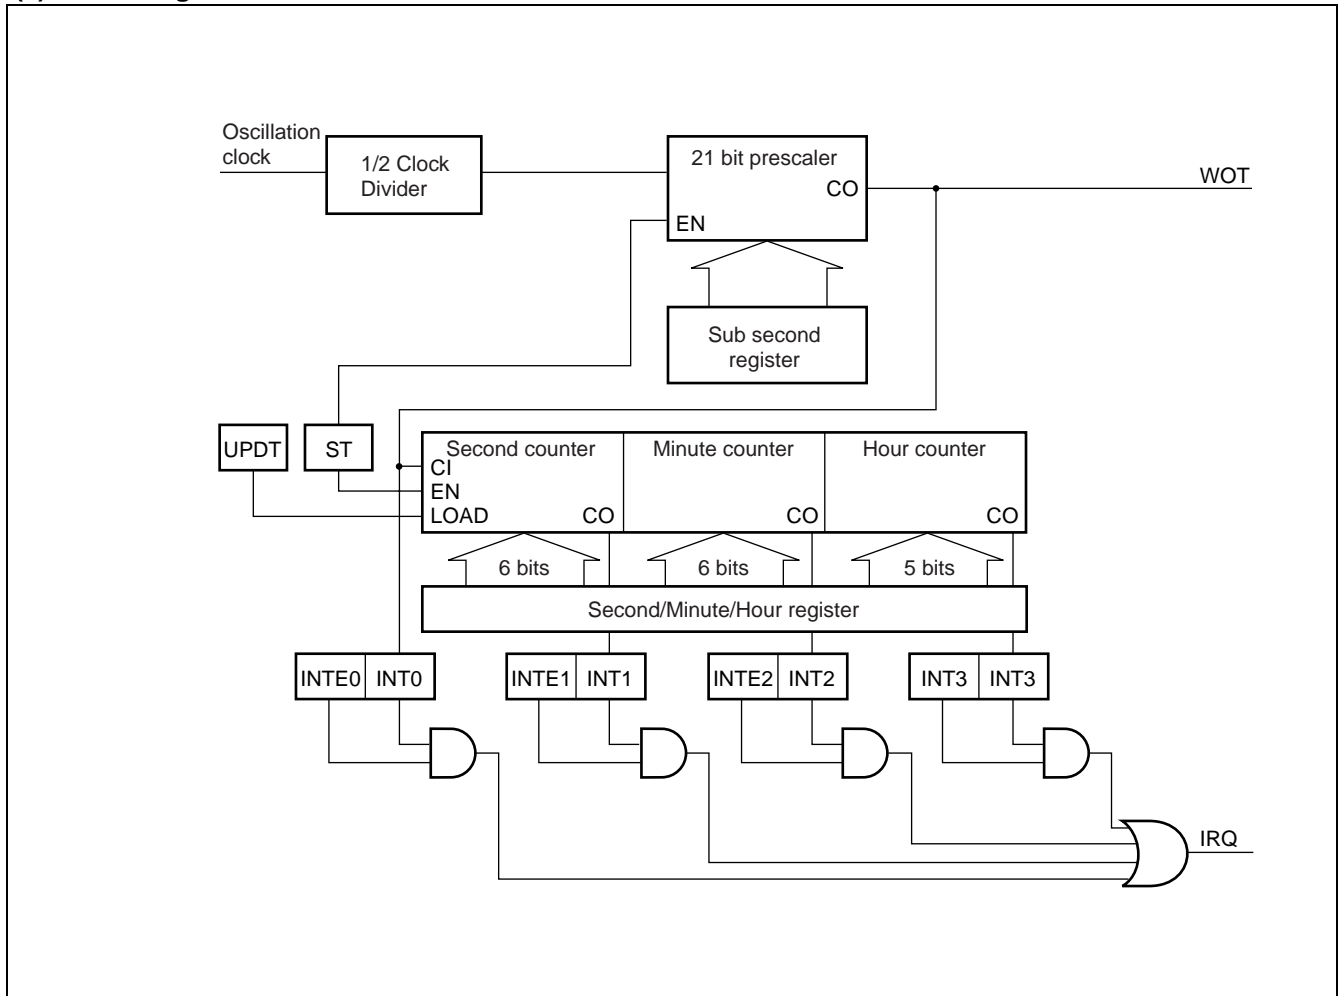 Oscillation
clock
1/2 Clock
Divider
21 bit prescaler
CO
EN
WOT
Sub second
register
UPDT
ST
Second counter
Minute counter
Hour counter
CI
EN
LOAD
CO
CO
CO
6 bits
6 bits
5 bits
Second/Minute/Hour register
INTE0
INT0
INTE1
INT1
INTE2
INT2
INT3
INT3
IRQ